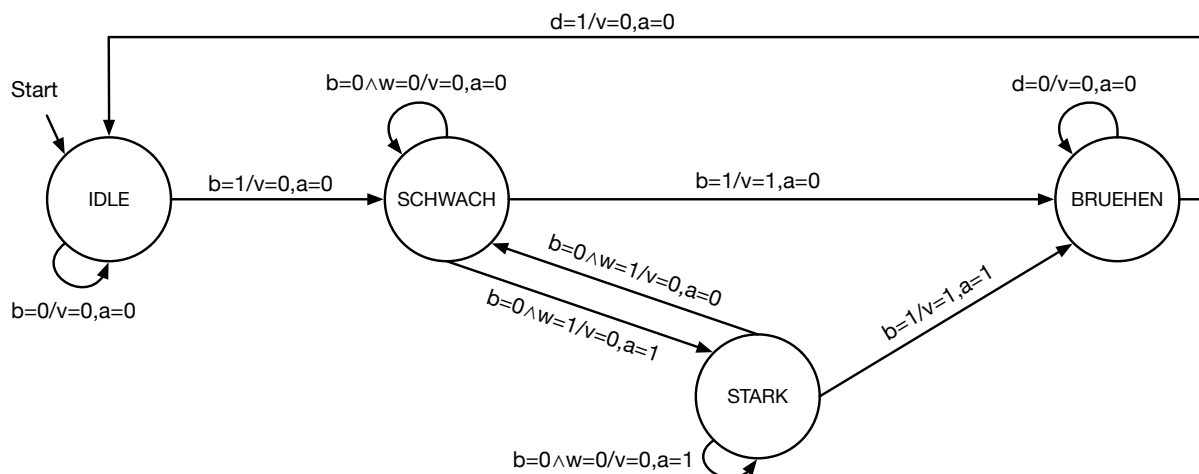 d=1/v=0,a=0
Start
b=0∧w=0/v=0,a=0
d=0/v=0,a=0
IDLE
b=1/v=0,a=0
SCHWACH
b=1/v=1,a=0
BRUEHEN
b=0/v=0,a=0
b=0∧w=1/v=0,a=0
b=0∧w=1/v=0,a=1
b=1/v=1,a=1
STARK
b=0∧w=0/v=0,a=1